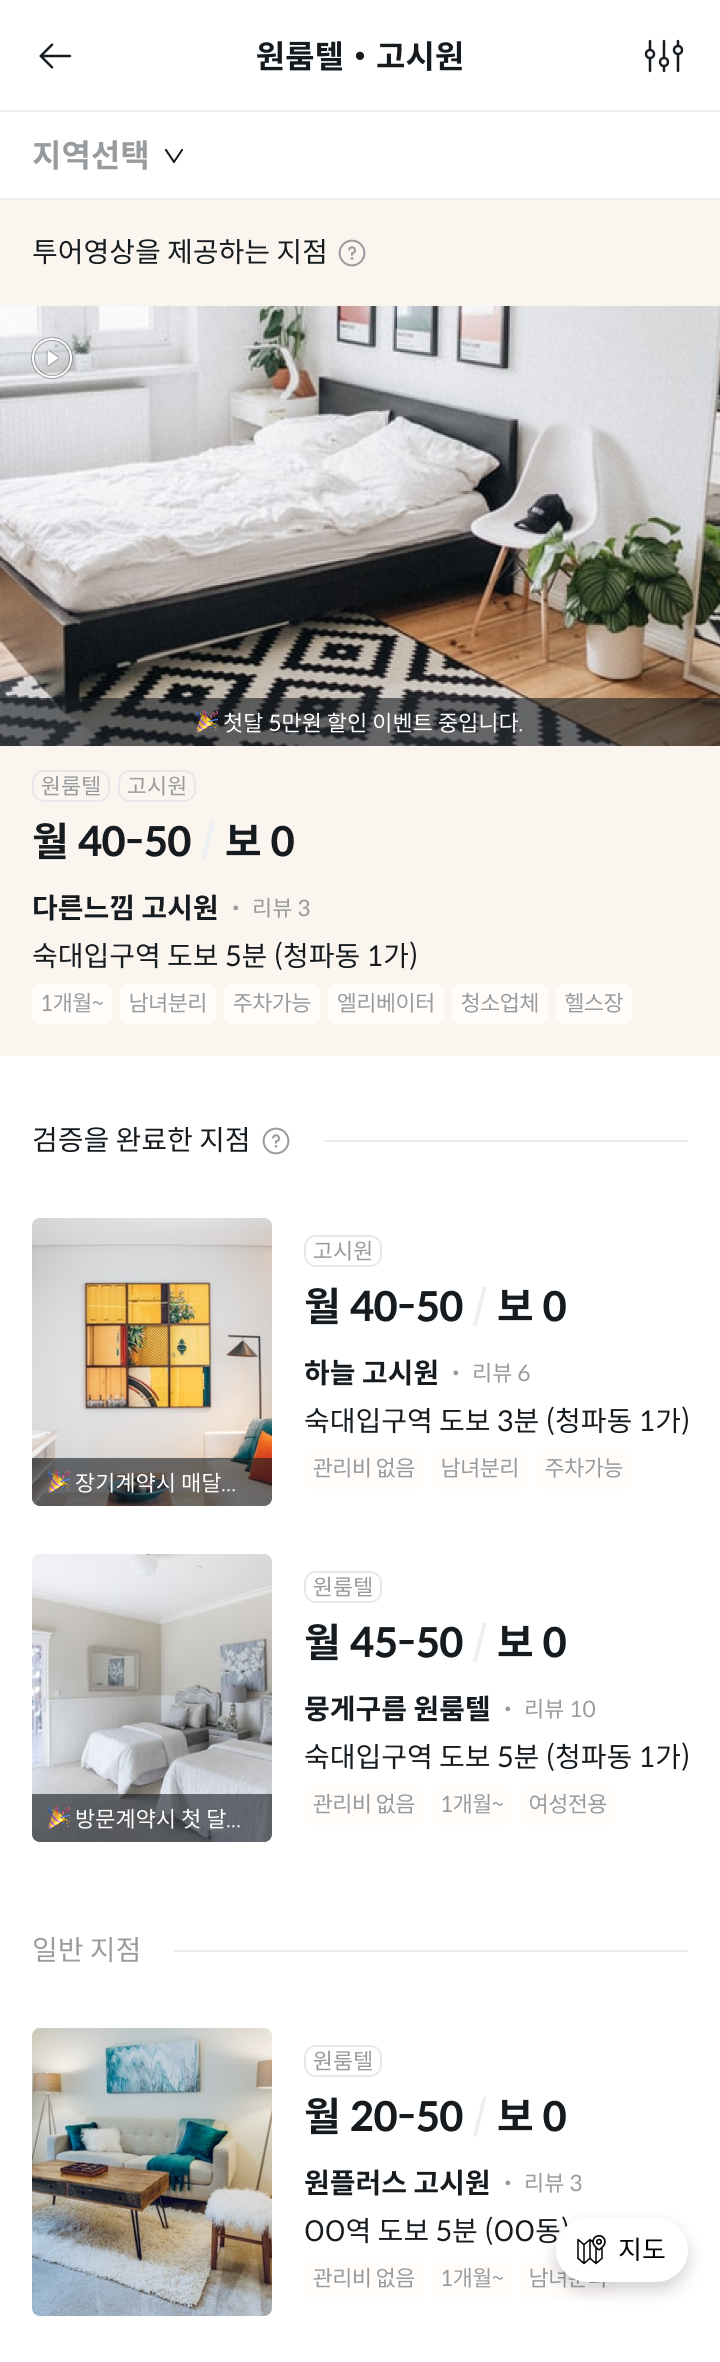 원룸텔 • 고시원
지역선택
투어영상을 제공하는 지점 ?
🎉 첫달 5만원 할인 이벤트 중입니다.
원룸텔 고시원
월 40-50 / 보 0
다른느낌 고시원 • 리뷰 3
숙대입구역 도보 5분 (청파동 1가)
1개월~ 남녀분리 주차가능 엘리베이터 청소업체 헬스장
검증을 완료한 지점 ?
고시원
월 40-50 / 보 0
하늘 고시원 • 리뷰 6
숙대입구역 도보 3분 (청파동 1가)
관리비 없음 남녀분리 주차가능
🎉 장기계약시 매달...
원룸텔
월 45-50 / 보 0
뭉게구름 원룸텔 • 리뷰 10
숙대입구역 도보 5분 (청파동 1가)
관리비 없음 1개월~ 여성전용
🎉 방문계약시 첫 달...
일반 지점
원룸텔
월 20-50 / 보 0
원플러스 고시원 • 리뷰 3
OO역 도보 5분 (OO동)
관리비 없음 1개월~ 남녀분리
지도